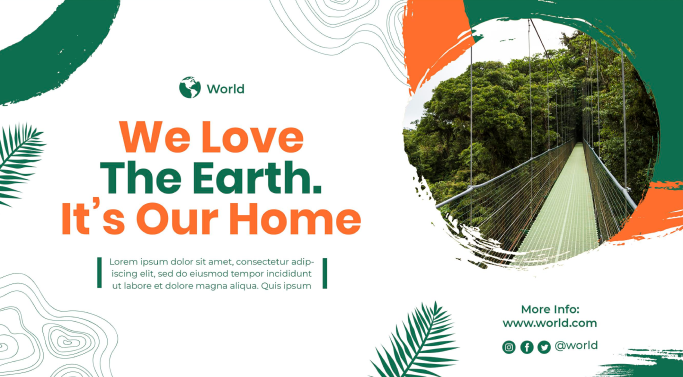 World
We Love
The Earth.
It's Our Home
Lorem ipsum dolor sit amet, consectetur adip-
iscing elit, sed do eiusmod tempor incididunt
ut labore et dolore magna aliqua. Quis ipsum
More Info:
www.world.com
@world